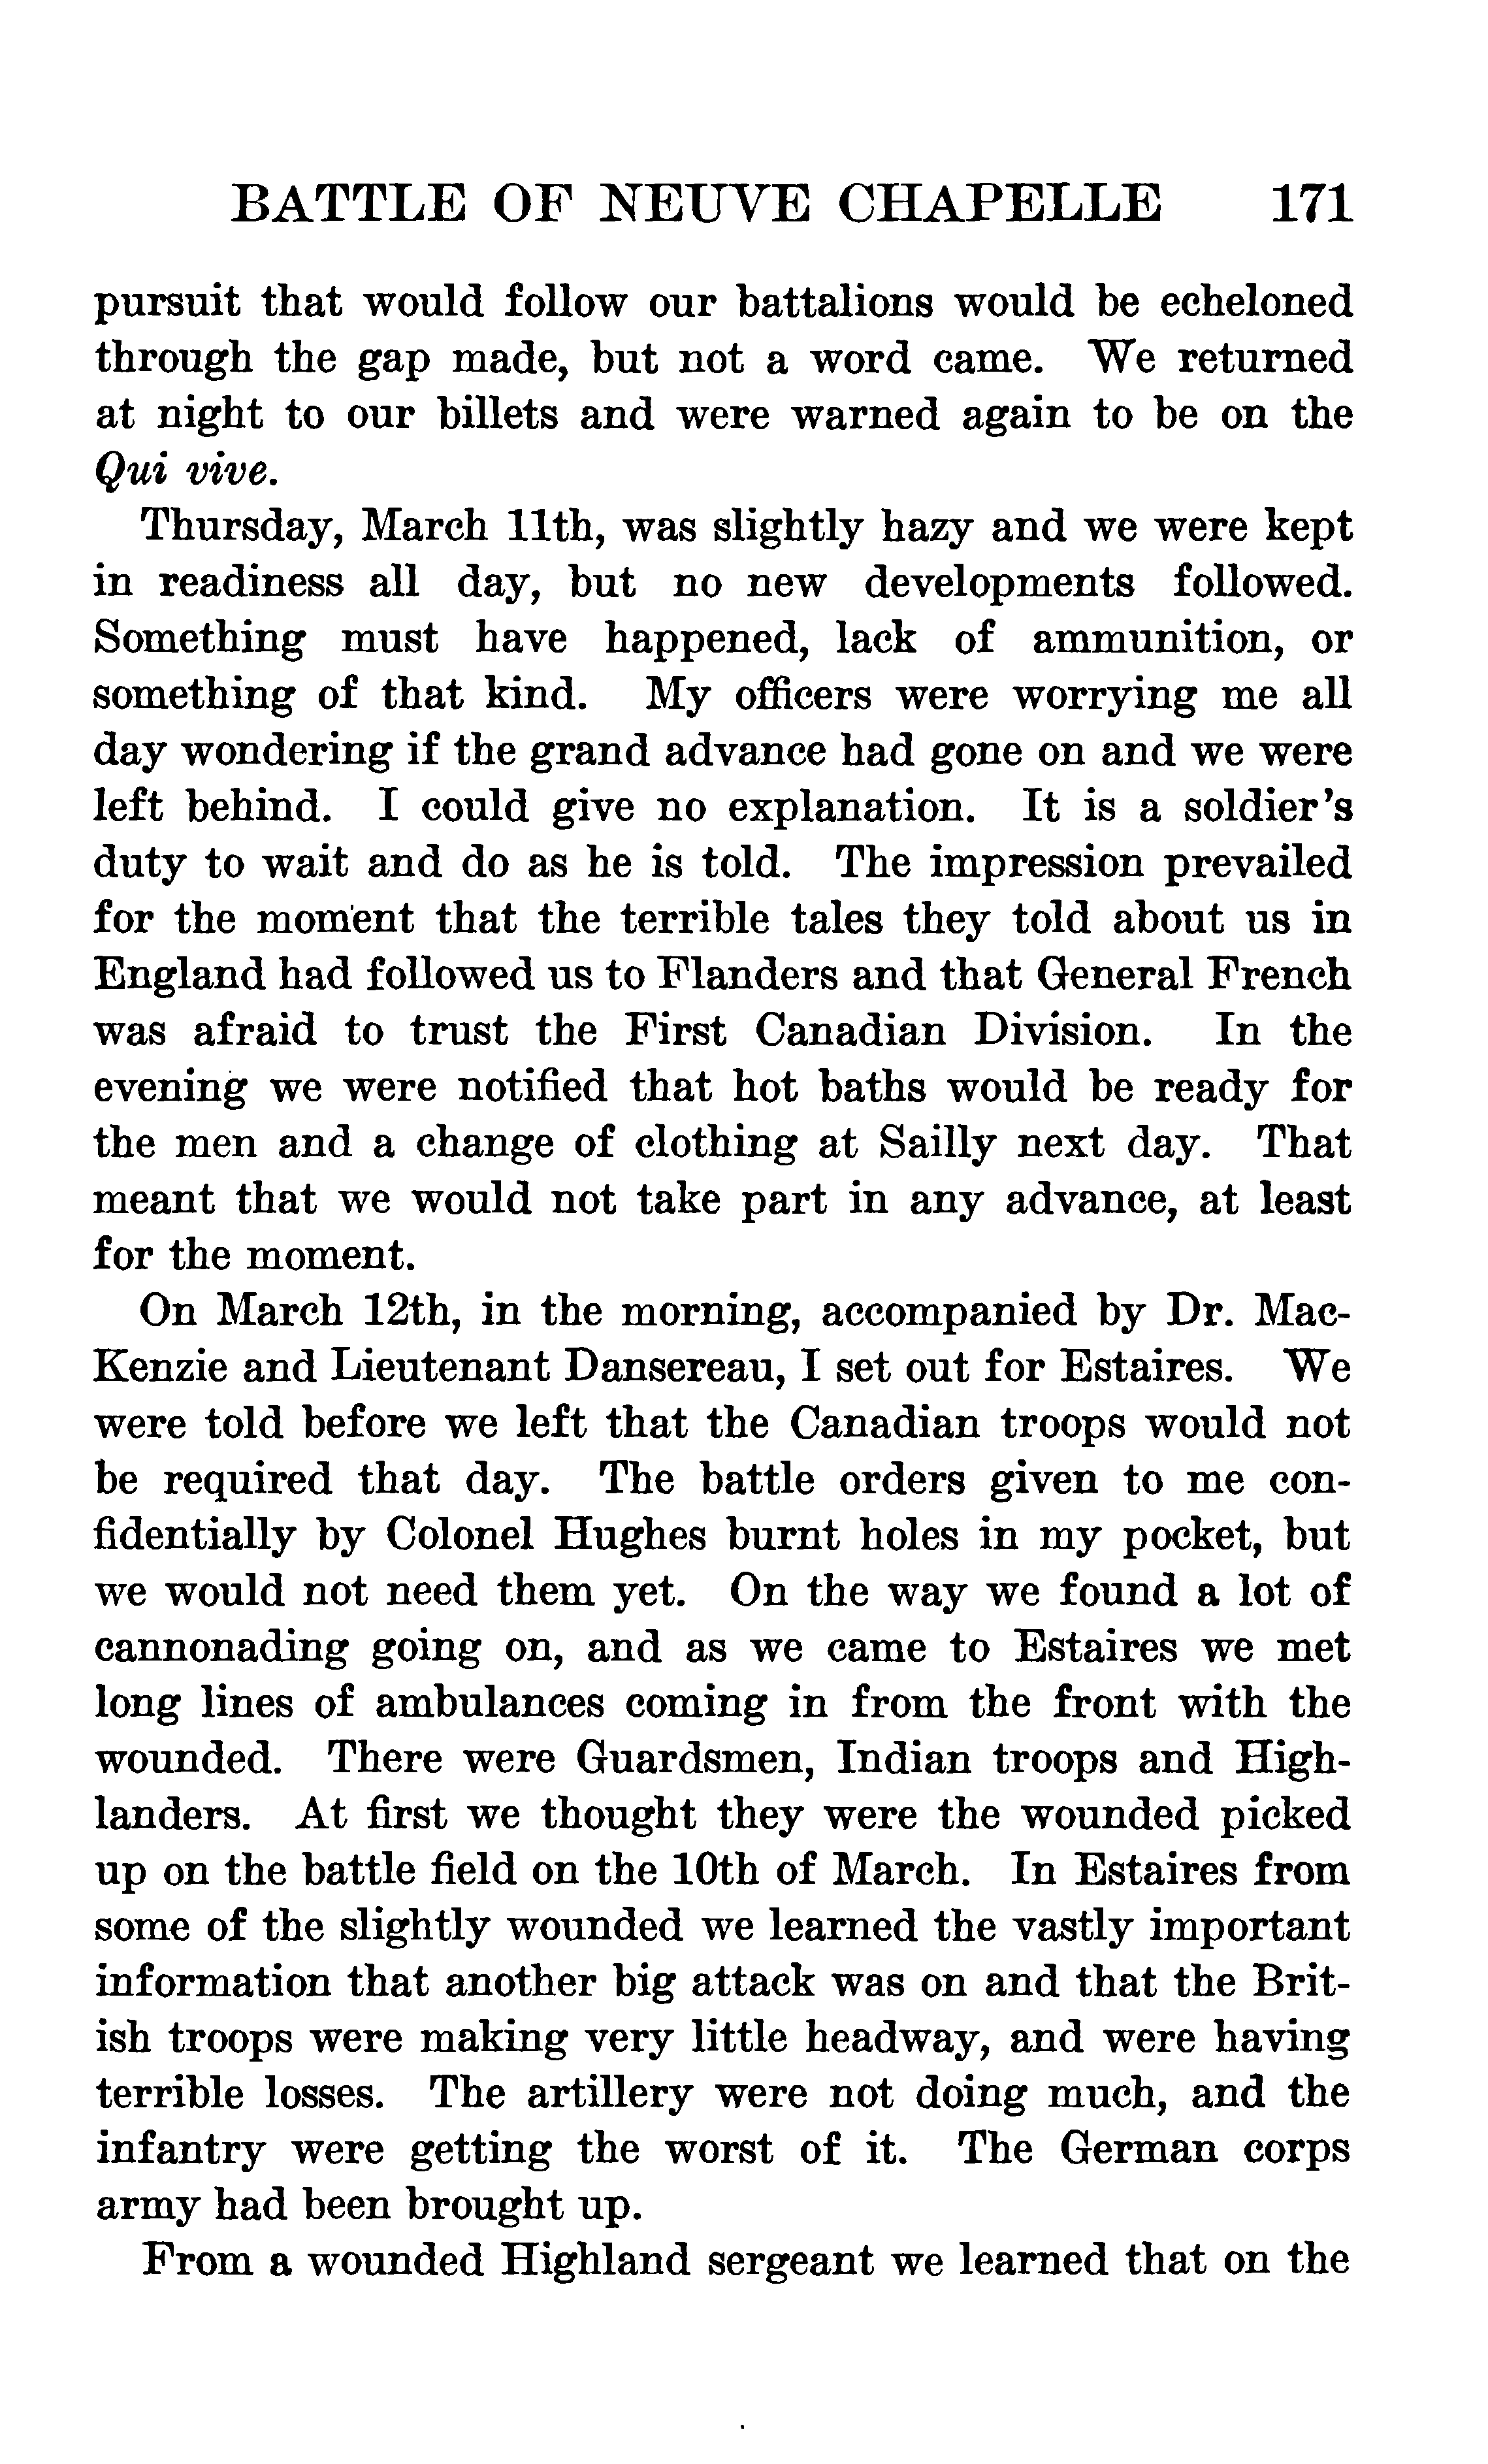 BATTLE OF NEUVE CHAPELLE 171
pursuit that would follow our battalions would be echeloned
through the gap made, but not a word came. We returned
at night to our billets and were warned again to be on the
Qui vive.
Thursday, March 11th, was slightly hazy and we were kept
in readiness all day, but no new developments followed.
Something must have happened, lack of ammunition, or
something of that kind. My officers were worrying me all
day wondering if the grand advance had gone on and we were
left behind. I could give no explanation. It is a soldier's
duty to wait and do as he is told. The impression prevailed
for the moment that the terrible tales they told about us in
England had followed us to Flanders and that General French
was afraid to trust the First Canadian Division. In the
evening we were notified that hot baths would be ready for
the men and a change of clothing at Sailly next day. That
meant that we would not take part in any advance, at least
for the moment.
On March 12th, in the morning, accompanied by Dr. Mac-
Kenzie and Lieutenant Dansereau, I set out for Estaires. We
were told before we left that the Canadian troops would not
be required that day. The battle orders given to me con-
fidentially by Colonel Hughes burnt holes in my pocket, but
we would not need them yet. On the way we found a lot of
cannonading going on, and as we came to Estaires we met
long lines of ambulances coming in from the front with the
wounded. There were Guardsmen, Indian troops and High-
landers. At first we thought they were the wounded picked
up on the battle field on the 10th of March. In Estaires from
some of the slightly wounded we learned the vastly important
information that another big attack was on and that the Brit-
ish troops were making very little headway, and were having
terrible losses. The artillery were not doing much, and the
infantry were getting the worst of it. The German corps
army had been brought up.
From a wounded Highland sergeant we learned that on the